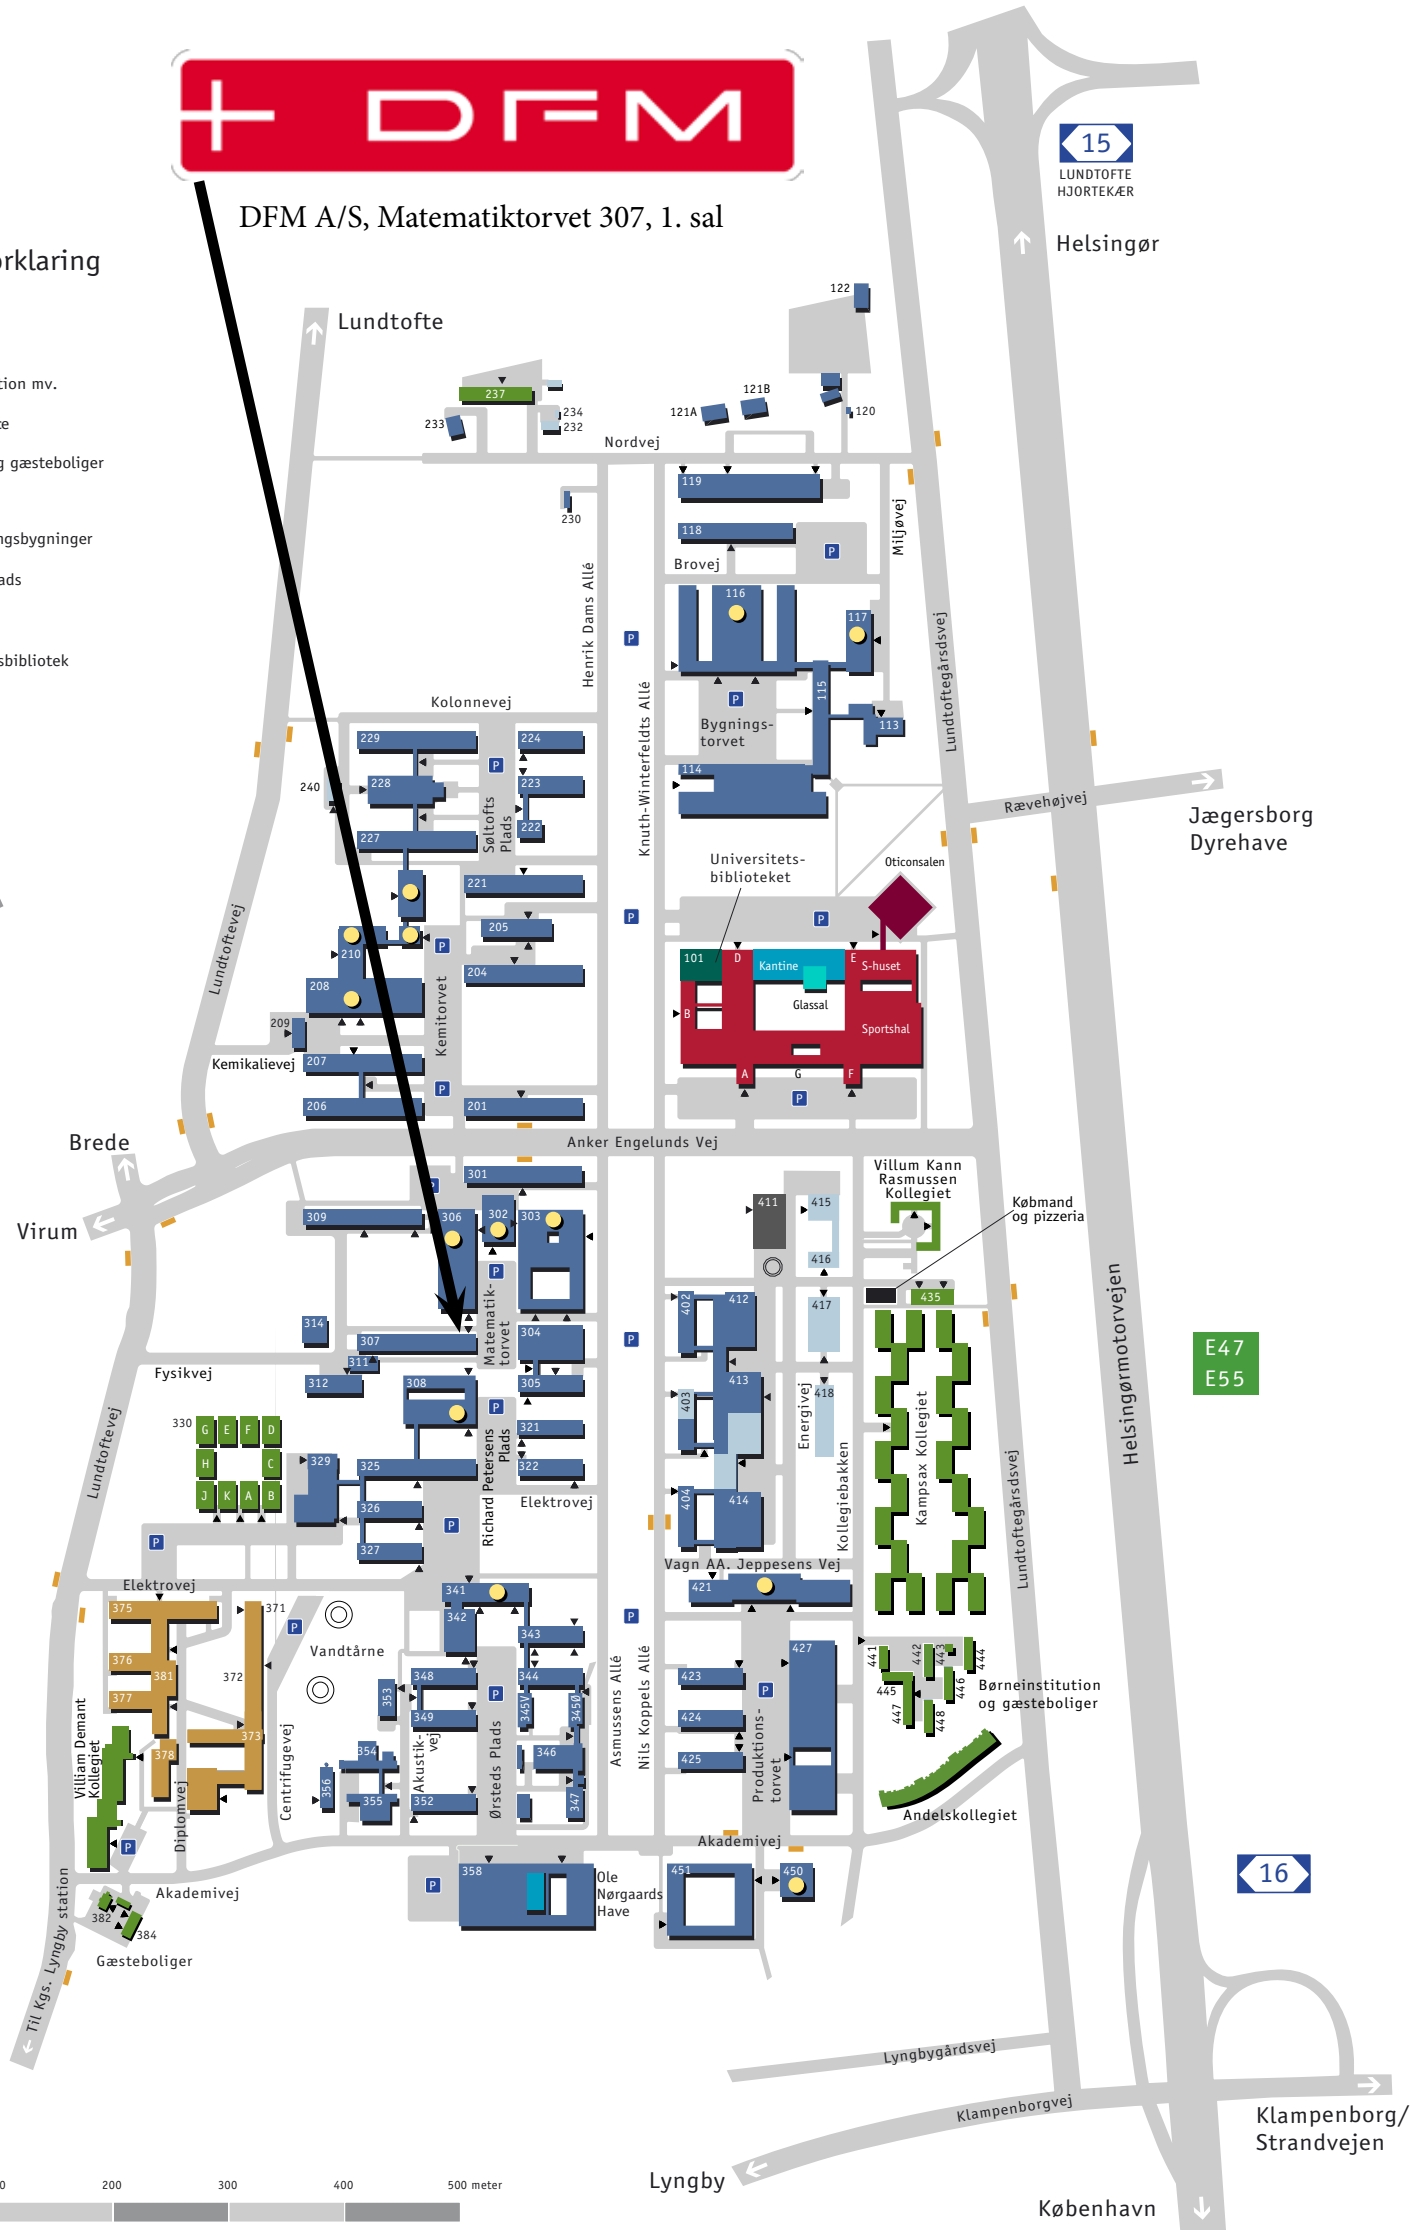 DFM
DFM A/S, Matematiktorvet 307, 1. sal
15
LUNDTOFTE
HJORTEKÆR
Helsingør
Lundtofte
gæsteboliger
122
121B
121A
120
237
233
234
232
Nordvej
119
230
118
Brovej
Miljøvej
Henrik Dams Allé
116
117
115
113
Lundtoftegårdsdsvej
Kolonnevej
Knuth-Winterfeldts Allé
Bygnings-
torvet
229
224
228
223
240
222
227
Søltofts
Plads
114
Rævehøjvej
Jægersborg
Dyrehave
Universitets-
biblioteket
Oticonsalen
221
205
204
210
208
209
Kemitorvet
Lundtoftevej
101
D
Kantine
E
S-huset
Glassal
B
Sportshal
A
G
F
Kemikalievej
207
206
201
Brede
Anker Engelunds Vej
Virum
301
309
306
302
303
411
415
416
Villum Kann
Rasmussen
Kollegiet
Købmand
og pizzeria
435
314
307
311
312
304
305
Matematik-
torvet
402
412
417
413
403
418
Energivej
Helsingørmotorvejen
E47
E55
Fysikvej
308
330
G
E
F
D
H
C
J
K
A
B
329
325
326
327
321
322
Richard Petersens
Plads
Elektrovej
404
414
Kollegiebakken
Kampsax Kollegiet
Lundtoftevej
Lundtoftegårsdsvej
Vagn AA. Jeppesens Vej
Elektrovej
341
342
343
421
375
371
376
381
372
377
373
378
Vandtårne
427
441
442
443
444
445
446
447
448
Børneinstitution
og gæsteboliger
353
348
349
344
345V
345Ø
346
347
354
355
356
352
Akustik-
vej
Ørsteds Plads
Asmussens Allé
Nils Koppels Allé
423
424
425
Produktions-
torvet
Villiam Demant
Kollegiet
Diplomvej
Centrifugevej
Andelskollegiet
Akademivej
358
Ole
Nørgaards
Have
451
450
16
Akademivej
382
384
Gæsteboliger
Til Kgs. Lyngby station
Lyngbygårdsvej
Klampenborgvej
Klampenborg/
Strandvejen
Lyngby
København
200
300
400
500 meter